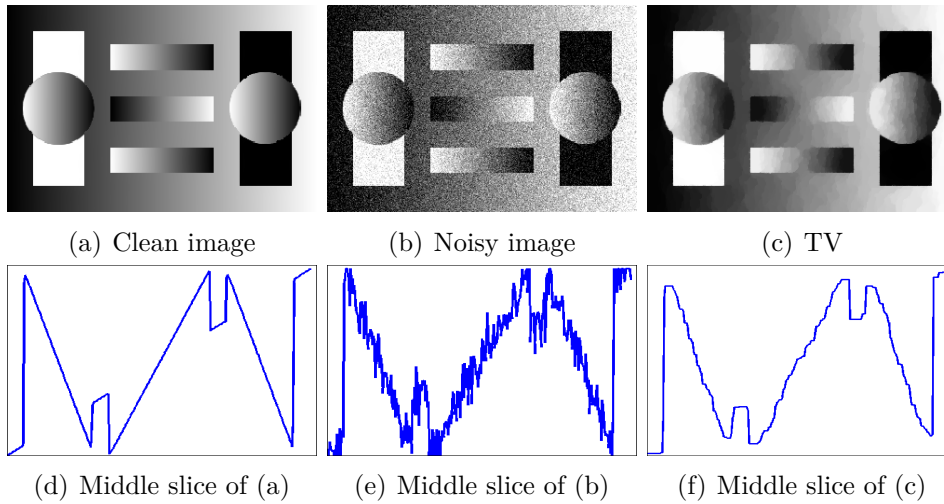 (a) Clean image
(b) Noisy image
(c) TV
(d) Middle slice of (a)
(e) Middle slice of (b)
(f) Middle slice of (c)